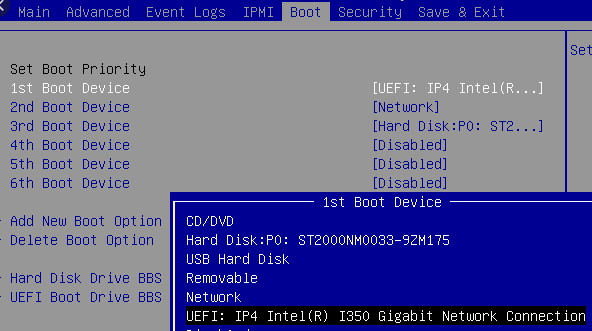 Main Advanced Event Logs IPMI Boot Security Save & Exit
Set
Set Boot Priority
1st Boot Device [UEFI: IP4 Intel(R...]
2nd Boot Device [Network]
3rd Boot Device [Hard Disk:P0: ST2...]
4th Boot Device [Disabled]
5th Boot Device [Disabled]
6th Boot Device [Disabled]
1st Boot Device
Add New Boot Option
Delete Boot Option
Hard Disk Drive BBS
UEFI Boot Drive BBS
CD/DVD
Hard Disk:P0: ST2000NM0033-9ZM175
USB Hard Disk
Removable
Network
UEFI: IP4 Intel(R) I350 Gigabit Network Connection